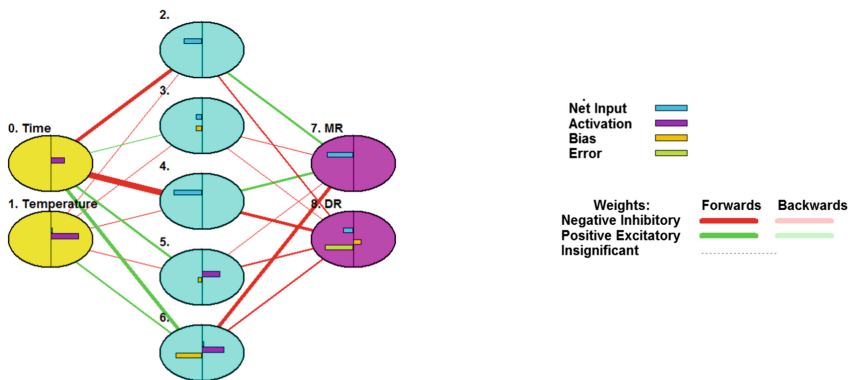 2.
3.
0. Time
7. MR
4.
1. Temperature
8. DR
5.
6.
Net Input
Activation
Bias
Error
Weights: Forwards Backwards
Negative Inhibitory
Positive Excitatory
Insignificant